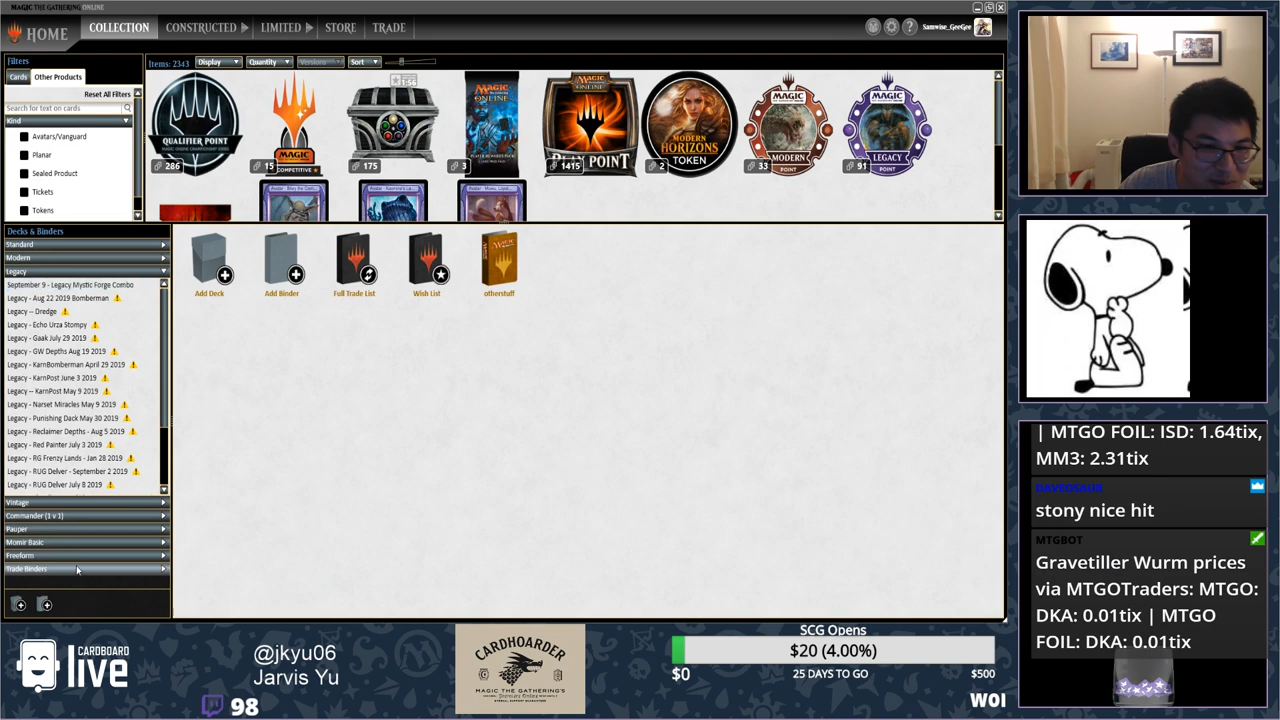 MAGIC THE GATHERING ONLINE
HOME
COLLECTION
CONSTRUCTED
LIMITED
STORE
TRADE
Samwise_GeeGee
Filters
Items: 2343
Display
Quantity
Versions
Sort
Cards
Other Products
Reset All Filters
Search for text on cards
Kind
Avatars/Vanguard
Planar
Sealed Product
Tickets
Tokens
QUALIFIER POINT
286
MAGIC
COMPETITIVE
15
175
1:56
3
PLAY POINT
1415
MODERN HORIZONS
TOKEN
2
MAGIC
MODERN
POINT
33
MAGIC
LEGACY
POINT
91
Decks & Binders
Standard
Modern
Legacy
September 9 - Legacy Mystic Forge Combo
Legacy - Aug 22 2019 Bomberman
Legacy -- Dredge
Legacy - Echo Urza Stompy
Legacy - Gaak July 29 2019
Legacy - GW Depths Aug 19 2019
Legacy - KarnBomberman April 29 2019
Legacy - KarnPost June 3 2019
Legacy -- KarnPost May 9 2019
Legacy - Narset Miracles May 9 2019
Legacy - Punishing Dack May 30 2019
Legacy - Reclaimer Depths - Aug 5 2019
Legacy - Red Painter July 3 2019
Legacy - RG Frenzy Lands - Jan 28 2019
Legacy - RUG Delver - September 2 2019
Legacy - RUG Delver July 8 2019
Vintage
Commander (1 v 1)
Pauper
Momir Basic
Freeform
Trade Binders
Add Deck
Add Binder
Full Trade List
Wish List
otherstuff
| MTGO FOIL: ISD: 1.64tix,
MM3: 2.31tix
DAVEOSAUR
stony nice hit
MTGBOT
Gravetiller Wurm prices
via MTGOTraders: MTGO:
DKA: 0.01tix | MTGO
FOIL: DKA: 0.01tix
CARDBOARD
live
@jkyu06
Jarvis Yu
98
CARDHOARDER
MAGIC THE GATHERING'S
SCG Opens
$20 (4.00%)
$0
25 DAYS TO GO
$500
WOI